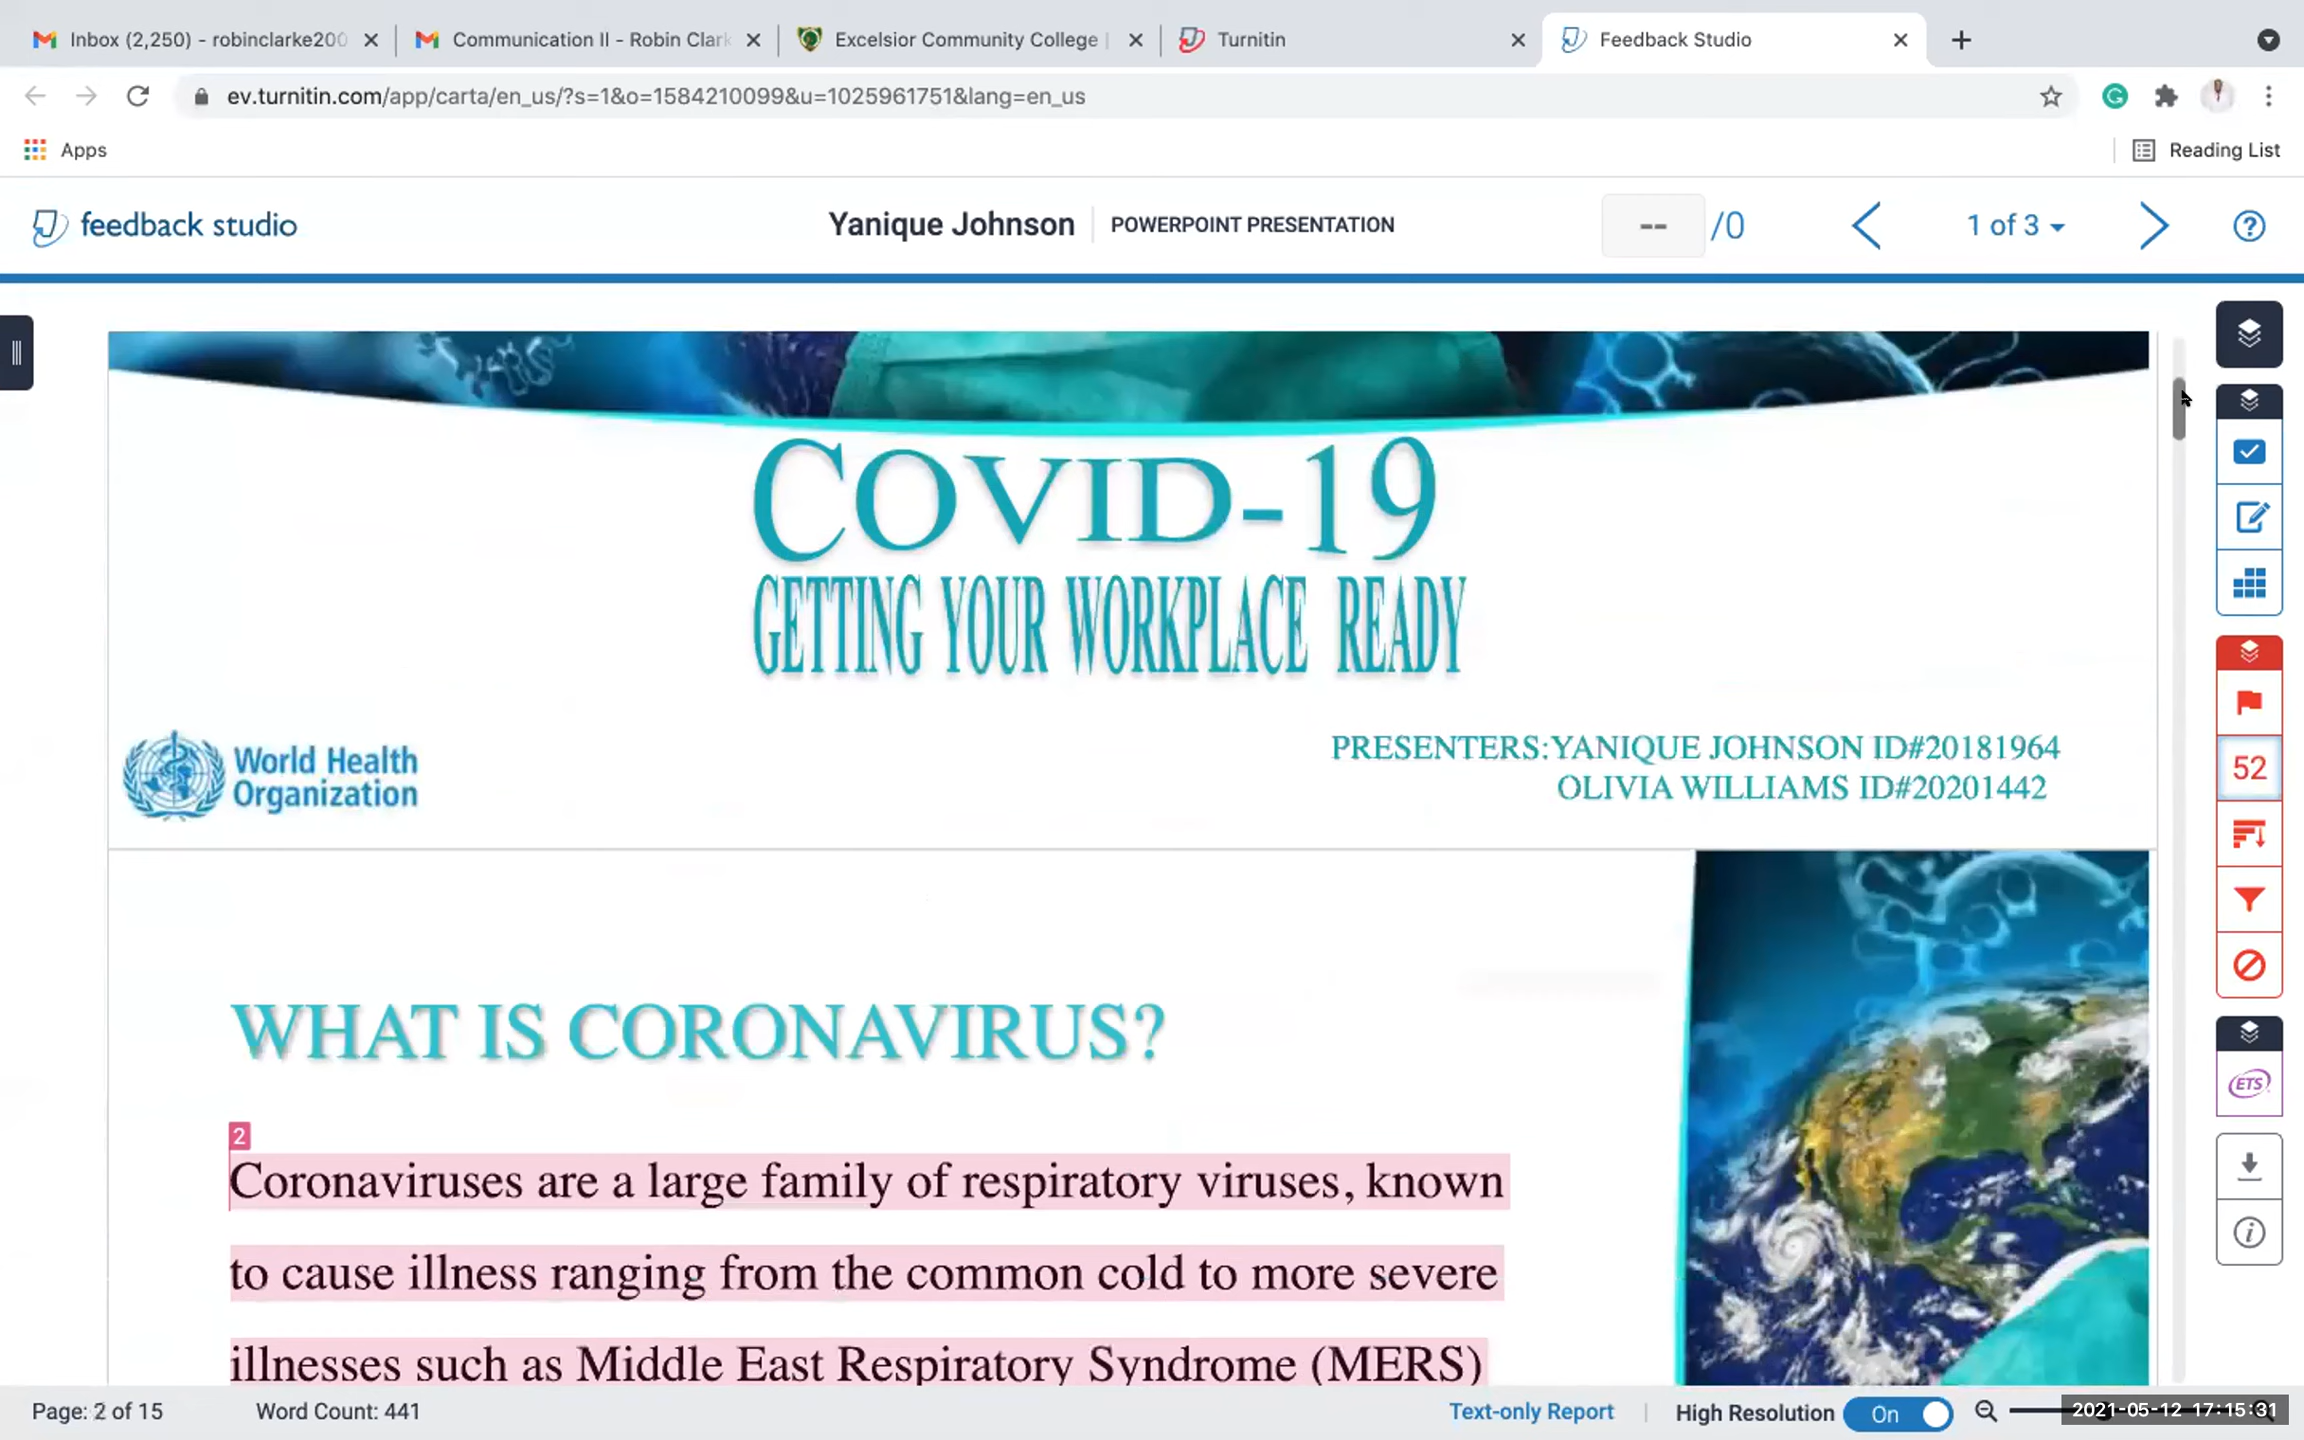 Inbox (2,250) - robinclarke200
Communication II - Robin Clark
Excelsior Community College |
Turnitin
Feedback Studio
ev.turnitin.com/app/carta/en_us/?s=1&o=1584210099&u=1025961751&lang=en_us
Apps
Reading List
feedback studio
Yanique Johnson
POWERPOINT PRESENTATION
-- /0
1 of 3
COVID-19
GETTING YOUR WORKPLACE READY
World Health
Organization
PRESENTERS:YANIQUE JOHNSON ID#20181964
OLIVIA WILLIAMS ID#20201442
52
WHAT IS CORONAVIRUS?
2
Coronaviruses are a large family of respiratory viruses, known
to cause illness ranging from the common cold to more severe
illnesses such as Middle East Respiratory Syndrome (MERS)
ETS
Page: 2 of 15
Word Count: 441
Text-only Report
High Resolution
On
2021-05-12 17:15:31